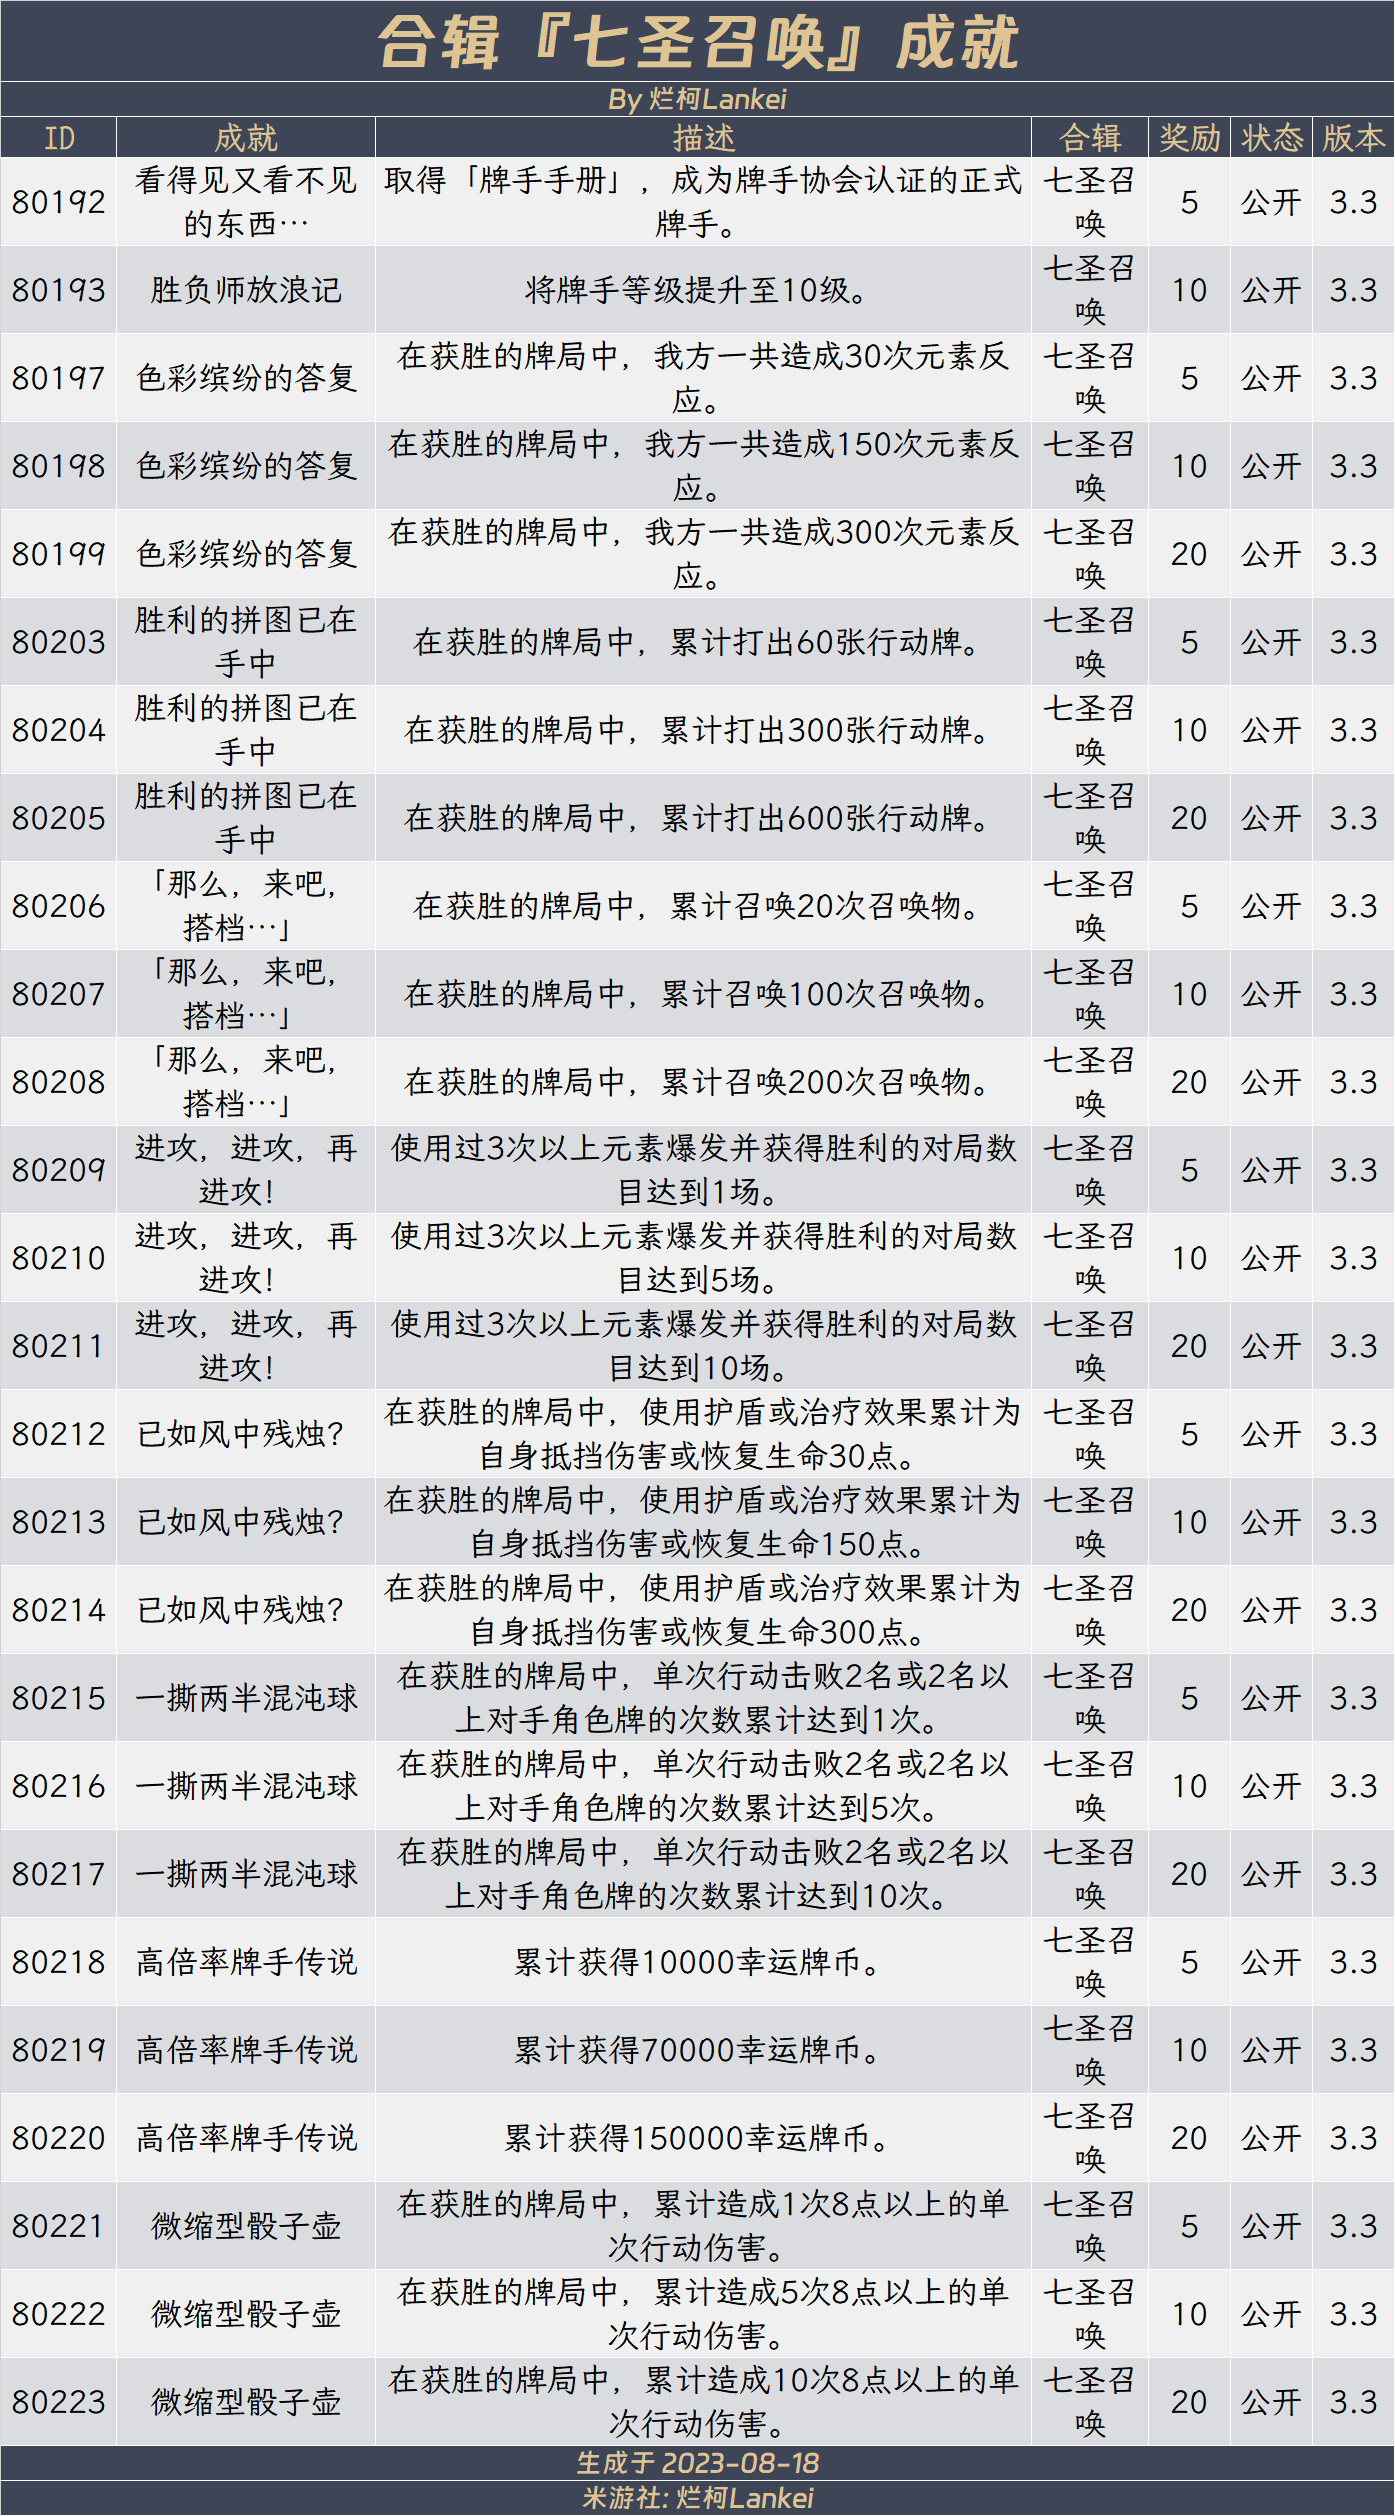 合辑『七圣召唤』成就
By 烂柯Lankei
ID 成就 描述 合辑 奖励 状态 版本
80192 看得见又看不见的东西… 取得「牌手手册」，成为牌手协会认证的正式牌手。 七圣召唤 5 公开 3.3
80193 胜负师放浪记 将牌手等级提升至10级。 七圣召唤 10 公开 3.3
80197 色彩缤纷的答复 在获胜的牌局中，我方一共造成30次元素反应。 七圣召唤 5 公开 3.3
80198 色彩缤纷的答复 在获胜的牌局中，我方一共造成150次元素反应。 七圣召唤 10 公开 3.3
80199 色彩缤纷的答复 在获胜的牌局中，我方一共造成300次元素反应。 七圣召唤 20 公开 3.3
80203 胜利的拼图已在手中 在获胜的牌局中，累计打出60张行动牌。 七圣召唤 5 公开 3.3
80204 胜利的拼图已在手中 在获胜的牌局中，累计打出300张行动牌。 七圣召唤 10 公开 3.3
80205 胜利的拼图已在手中 在获胜的牌局中，累计打出600张行动牌。 七圣召唤 20 公开 3.3
80206 「那么，来吧，搭档…」 在获胜的牌局中，累计召唤20次召唤物。 七圣召唤 5 公开 3.3
80207 「那么，来吧，搭档…」 在获胜的牌局中，累计召唤100次召唤物。 七圣召唤 10 公开 3.3
80208 「那么，来吧，搭档…」 在获胜的牌局中，累计召唤200次召唤物。 七圣召唤 20 公开 3.3
80209 进攻，进攻，再进攻！ 使用过3次以上元素爆发并获得胜利的对局数目达到1场。 七圣召唤 5 公开 3.3
80210 进攻，进攻，再进攻！ 使用过3次以上元素爆发并获得胜利的对局数目达到5场。 七圣召唤 10 公开 3.3
80211 进攻，进攻，再进攻！ 使用过3次以上元素爆发并获得胜利的对局数目达到10场。 七圣召唤 20 公开 3.3
80212 已如风中残烛？ 在获胜的牌局中，使用护盾或治疗效果累计为自身抵挡伤害或恢复生命30点。 七圣召唤 5 公开 3.3
80213 已如风中残烛？ 在获胜的牌局中，使用护盾或治疗效果累计为自身抵挡伤害或恢复生命150点。 七圣召唤 10 公开 3.3
80214 已如风中残烛？ 在获胜的牌局中，使用护盾或治疗效果累计为自身抵挡伤害或恢复生命300点。 七圣召唤 20 公开 3.3
80215 一撕两半混沌球 在获胜的牌局中，单次行动击败2名或2名以上对手角色牌的次数累计达到1次。 七圣召唤 5 公开 3.3
80216 一撕两半混沌球 在获胜的牌局中，单次行动击败2名或2名以上对手角色牌的次数累计达到5次。 七圣召唤 10 公开 3.3
80217 一撕两半混沌球 在获胜的牌局中，单次行动击败2名或2名以上对手角色牌的次数累计达到10次。 七圣召唤 20 公开 3.3
80218 高倍率牌手传说 累计获得10000幸运牌币。 七圣召唤 5 公开 3.3
80219 高倍率牌手传说 累计获得70000幸运牌币。 七圣召唤 10 公开 3.3
80220 高倍率牌手传说 累计获得150000幸运牌币。 七圣召唤 20 公开 3.3
80221 微缩型骰子壶 在获胜的牌局中，累计造成1次8点以上的单次行动伤害。 七圣召唤 5 公开 3.3
80222 微缩型骰子壶 在获胜的牌局中，累计造成5次8点以上的单次行动伤害。 七圣召唤 10 公开 3.3
80223 微缩型骰子壶 在获胜的牌局中，累计造成10次8点以上的单次行动伤害。 七圣召唤 20 公开 3.3
生成于 2023-08-18
米游社: 烂柯Lankei